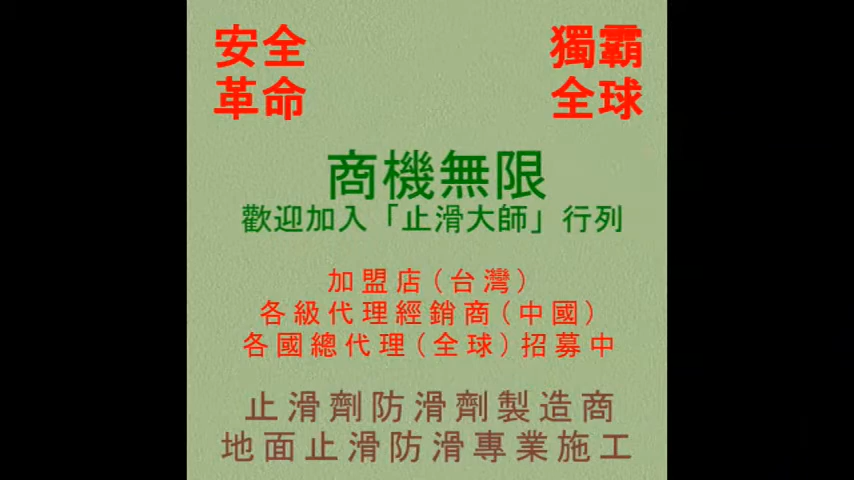 安全
革命
獨霸
全球
商機無限
歡迎加入「止滑大師」行列
加盟店(台灣)
各級代理經銷商(中國)
各國總代理(全球)招募中
止滑劑防滑劑製造商
地面止滑防滑專業施工